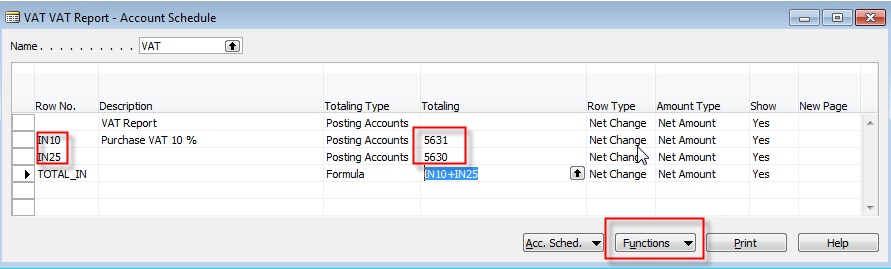 VAT VAT Report - Account Schedule
Name . . . . . . . . . . VAT
Row No. Description Totaling Type Totaling Row Type Amount Type Show New Page
VAT Report Posting Accounts Net Change Net Amount Yes
IN10 Purchase VAT 10 % Posting Accounts 5631 Net Change Net Amount Yes
IN25 Posting Accounts 5630 Net Change Net Amount Yes
TOTAL_IN Formula IN10+IN25 Net Change Net Amount Yes
Acc. Sched. Functions Print Help